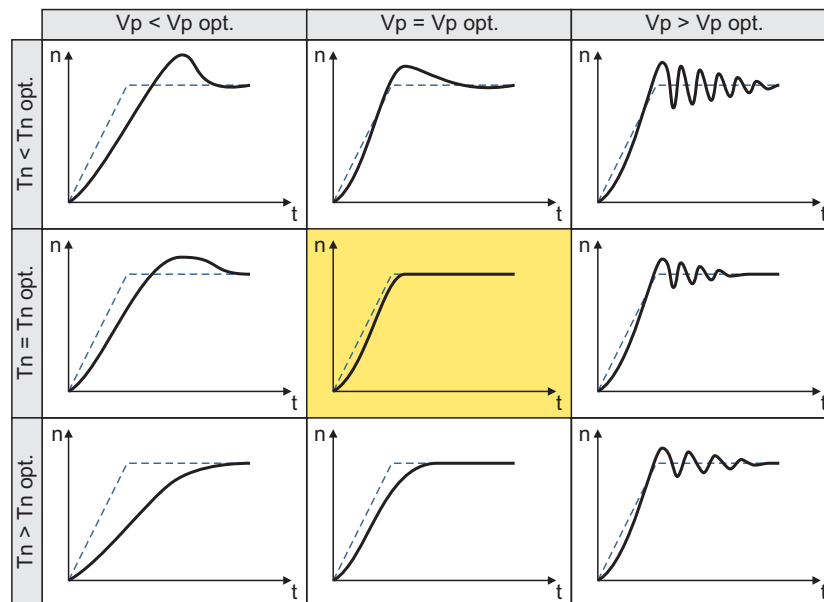 Vp < Vp opt.
Vp = Vp opt.
Vp > Vp opt.
Tn < Tn opt.
n
t
n
t
n
t
Tn = Tn opt.
n
t
n
t
n
t
Tn > Tn opt.
n
t
n
t
n
t